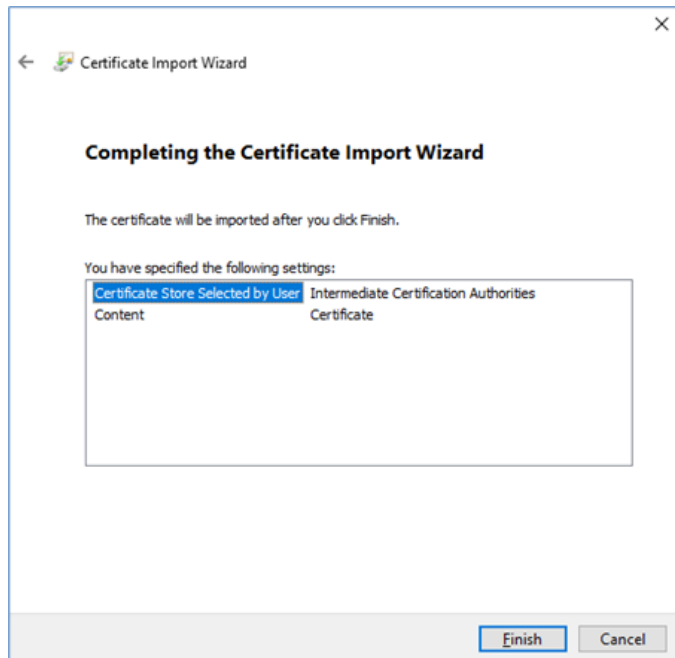 Certificate Import Wizard
Completing the Certificate Import Wizard
The certificate will be imported after you click Finish.
You have specified the following settings:
Certificate Store Selected by User Intermediate Certification Authorities
Content Certificate
Finish Cancel